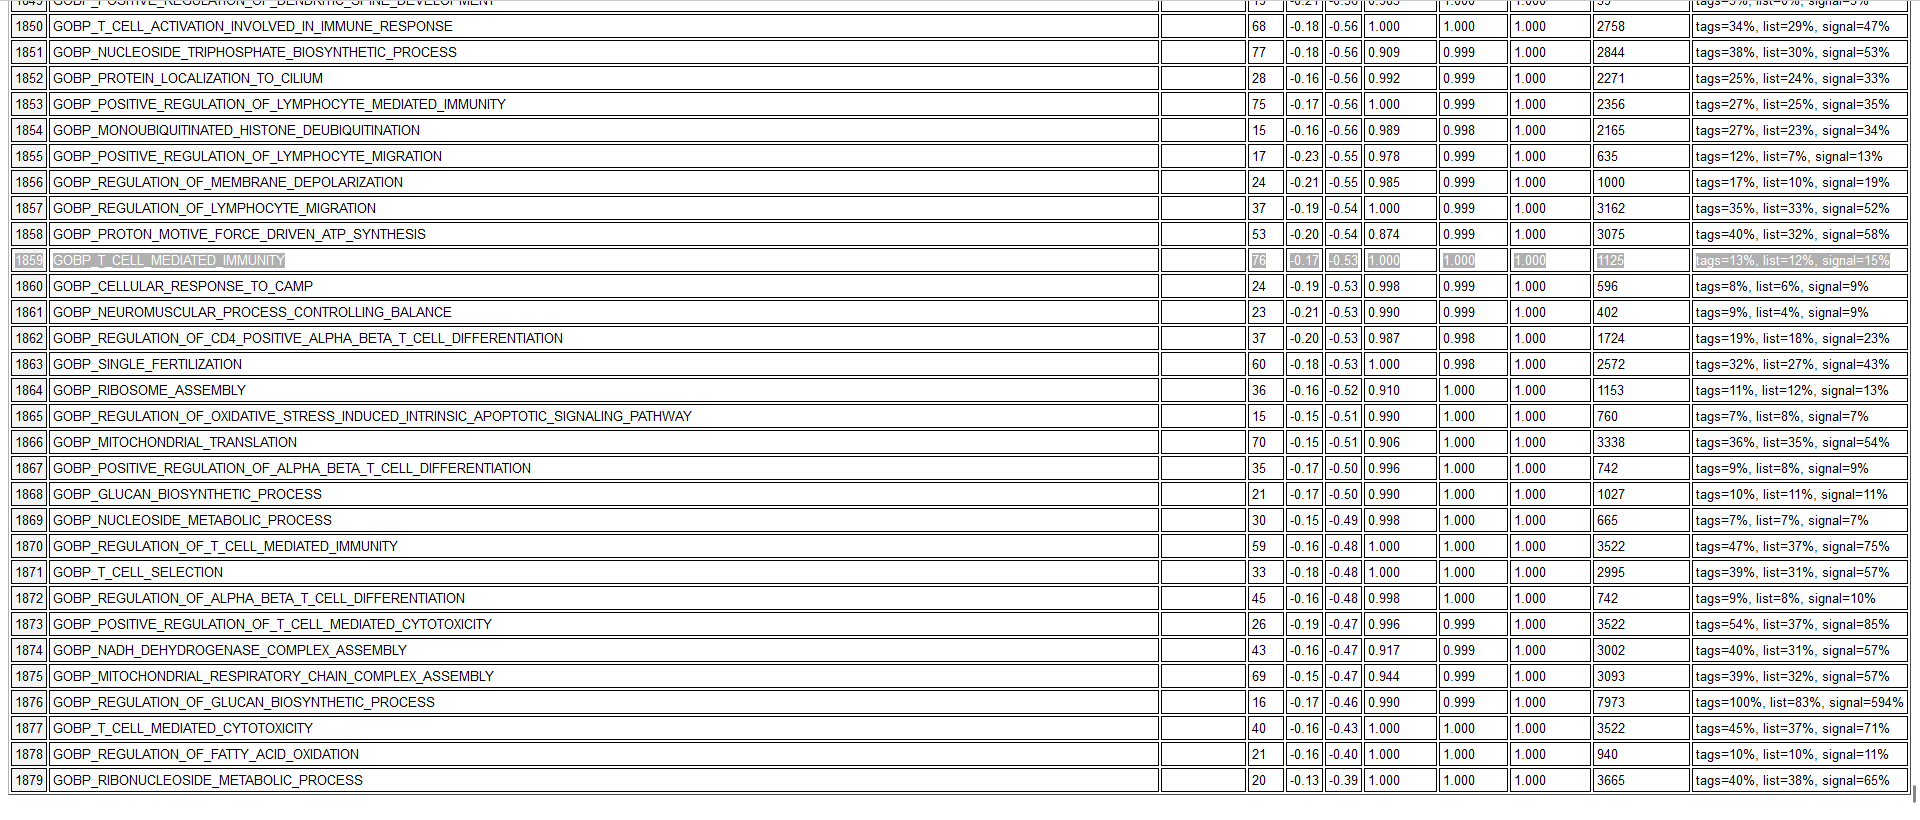 1849 GOBP_POSITIVE_REGULATION_OF_DENDRITIC_SPINE_DEVELOPMENT
1850 GOBP_T_CELL_ACTIVATION_INVOLVED_IN_IMMUNE_RESPONSE 68 -0.18 -0.56 1.000 1.000 1.000 2758 tags=34%, list=29%, signal=47%
1851 GOBP_NUCLEOSIDE_TRIPHOSPHATE_BIOSYNTHETIC_PROCESS 77 -0.18 -0.56 0.909 0.999 1.000 2844 tags=38%, list=30%, signal=53%
1852 GOBP_PROTEIN_LOCALIZATION_TO_CILIUM 28 -0.16 -0.56 0.992 0.999 1.000 2271 tags=25%, list=24%, signal=33%
1853 GOBP_POSITIVE_REGULATION_OF_LYMPHOCYTE_MEDIATED_IMMUNITY 75 -0.17 -0.56 1.000 0.999 1.000 2356 tags=27%, list=25%, signal=35%
1854 GOBP_MONOUBIQUITINATED_HISTONE_DEUBIQUITINATION 15 -0.16 -0.56 0.989 0.998 1.000 2165 tags=27%, list=23%, signal=34%
1855 GOBP_POSITIVE_REGULATION_OF_LYMPHOCYTE_MIGRATION 17 -0.23 -0.55 0.978 0.999 1.000 635 tags=12%, list=7%, signal=13%
1856 GOBP_REGULATION_OF_MEMBRANE_DEPOLARIZATION 24 -0.21 -0.55 0.985 0.999 1.000 1000 tags=17%, list=10%, signal=19%
1857 GOBP_REGULATION_OF_LYMPHOCYTE_MIGRATION 37 -0.19 -0.54 1.000 0.999 1.000 3162 tags=35%, list=33%, signal=52%
1858 GOBP_PROTON_MOTIVE_FORCE_DRIVEN_ATP_SYNTHESIS 53 -0.20 -0.54 0.874 0.999 1.000 3075 tags=40%, list=32%, signal=58%
1859 GOBP_T_CELL_MEDIATED_IMMUNITY 76 -0.17 -0.53 1.000 1.000 1.000 1125 tags=13%, list=12%, signal=15%
1860 GOBP_CELLULAR_RESPONSE_TO_CAMP 24 -0.19 -0.53 0.998 0.999 1.000 596 tags=8%, list=6%, signal=9%
1861 GOBP_NEUROMUSCULAR_PROCESS_CONTROLLING_BALANCE 23 -0.21 -0.53 0.990 0.999 1.000 402 tags=9%, list=4%, signal=9%
1862 GOBP_REGULATION_OF_CD4_POSITIVE_ALPHA_BETA_T_CELL_DIFFERENTIATION 37 -0.20 -0.53 0.987 0.998 1.000 1724 tags=19%, list=18%, signal=23%
1863 GOBP_SINGLE_FERTILIZATION 60 -0.18 -0.53 1.000 0.998 1.000 2572 tags=32%, list=27%, signal=43%
1864 GOBP_RIBOSOME_ASSEMBLY 36 -0.16 -0.52 0.910 1.000 1.000 1153 tags=11%, list=12%, signal=13%
1865 GOBP_REGULATION_OF_OXIDATIVE_STRESS_INDUCED_INTRINSIC_APOPTOTIC_SIGNALING_PATHWAY 15 -0.15 -0.51 0.990 1.000 1.000 760 tags=7%, list=8%, signal=7%
1866 GOBP_MITOCHONDRIAL_TRANSLATION 70 -0.15 -0.51 0.906 1.000 1.000 3338 tags=36%, list=35%, signal=54%
1867 GOBP_POSITIVE_REGULATION_OF_ALPHA_BETA_T_CELL_DIFFERENTIATION 35 -0.17 -0.50 0.996 1.000 1.000 742 tags=9%, list=8%, signal=9%
1868 GOBP_GLUCAN_BIOSYNTHETIC_PROCESS 21 -0.17 -0.50 0.990 1.000 1.000 1027 tags=10%, list=11%, signal=11%
1869 GOBP_NUCLEOSIDE_METABOLIC_PROCESS 30 -0.15 -0.49 0.998 1.000 1.000 665 tags=7%, list=7%, signal=7%
1870 GOBP_REGULATION_OF_T_CELL_MEDIATED_IMMUNITY 59 -0.16 -0.48 1.000 1.000 1.000 3522 tags=47%, list=37%, signal=75%
1871 GOBP_T_CELL_SELECTION 33 -0.18 -0.48 1.000 1.000 1.000 2995 tags=39%, list=31%, signal=57%
1872 GOBP_REGULATION_OF_ALPHA_BETA_T_CELL_DIFFERENTIATION 45 -0.16 -0.48 0.998 1.000 1.000 742 tags=9%, list=8%, signal=10%
1873 GOBP_POSITIVE_REGULATION_OF_T_CELL_MEDIATED_CYTOTOXICITY 26 -0.19 -0.47 0.996 0.999 1.000 3522 tags=54%, list=37%, signal=85%
1874 GOBP_NADH_DEHYDROGENASE_COMPLEX_ASSEMBLY 43 -0.16 -0.47 0.917 0.999 1.000 3002 tags=40%, list=31%, signal=57%
1875 GOBP_MITOCHONDRIAL_RESPIRATORY_CHAIN_COMPLEX_ASSEMBLY 69 -0.15 -0.47 0.944 0.999 1.000 3093 tags=39%, list=32%, signal=57%
1876 GOBP_REGULATION_OF_GLUCAN_BIOSYNTHETIC_PROCESS 16 -0.17 -0.46 0.990 0.999 1.000 7973 tags=100%, list=83%, signal=594%
1877 GOBP_T_CELL_MEDIATED_CYTOTOXICITY 40 -0.16 -0.43 1.000 1.000 1.000 3522 tags=45%, list=37%, signal=71%
1878 GOBP_REGULATION_OF_FATTY_ACID_OXIDATION 21 -0.16 -0.40 1.000 1.000 1.000 940 tags=10%, list=10%, signal=11%
1879 GOBP_RIBONUCLEOSIDE_METABOLIC_PROCESS 20 -0.13 -0.39 1.000 1.000 1.000 3665 tags=40%, list=38%, signal=65%